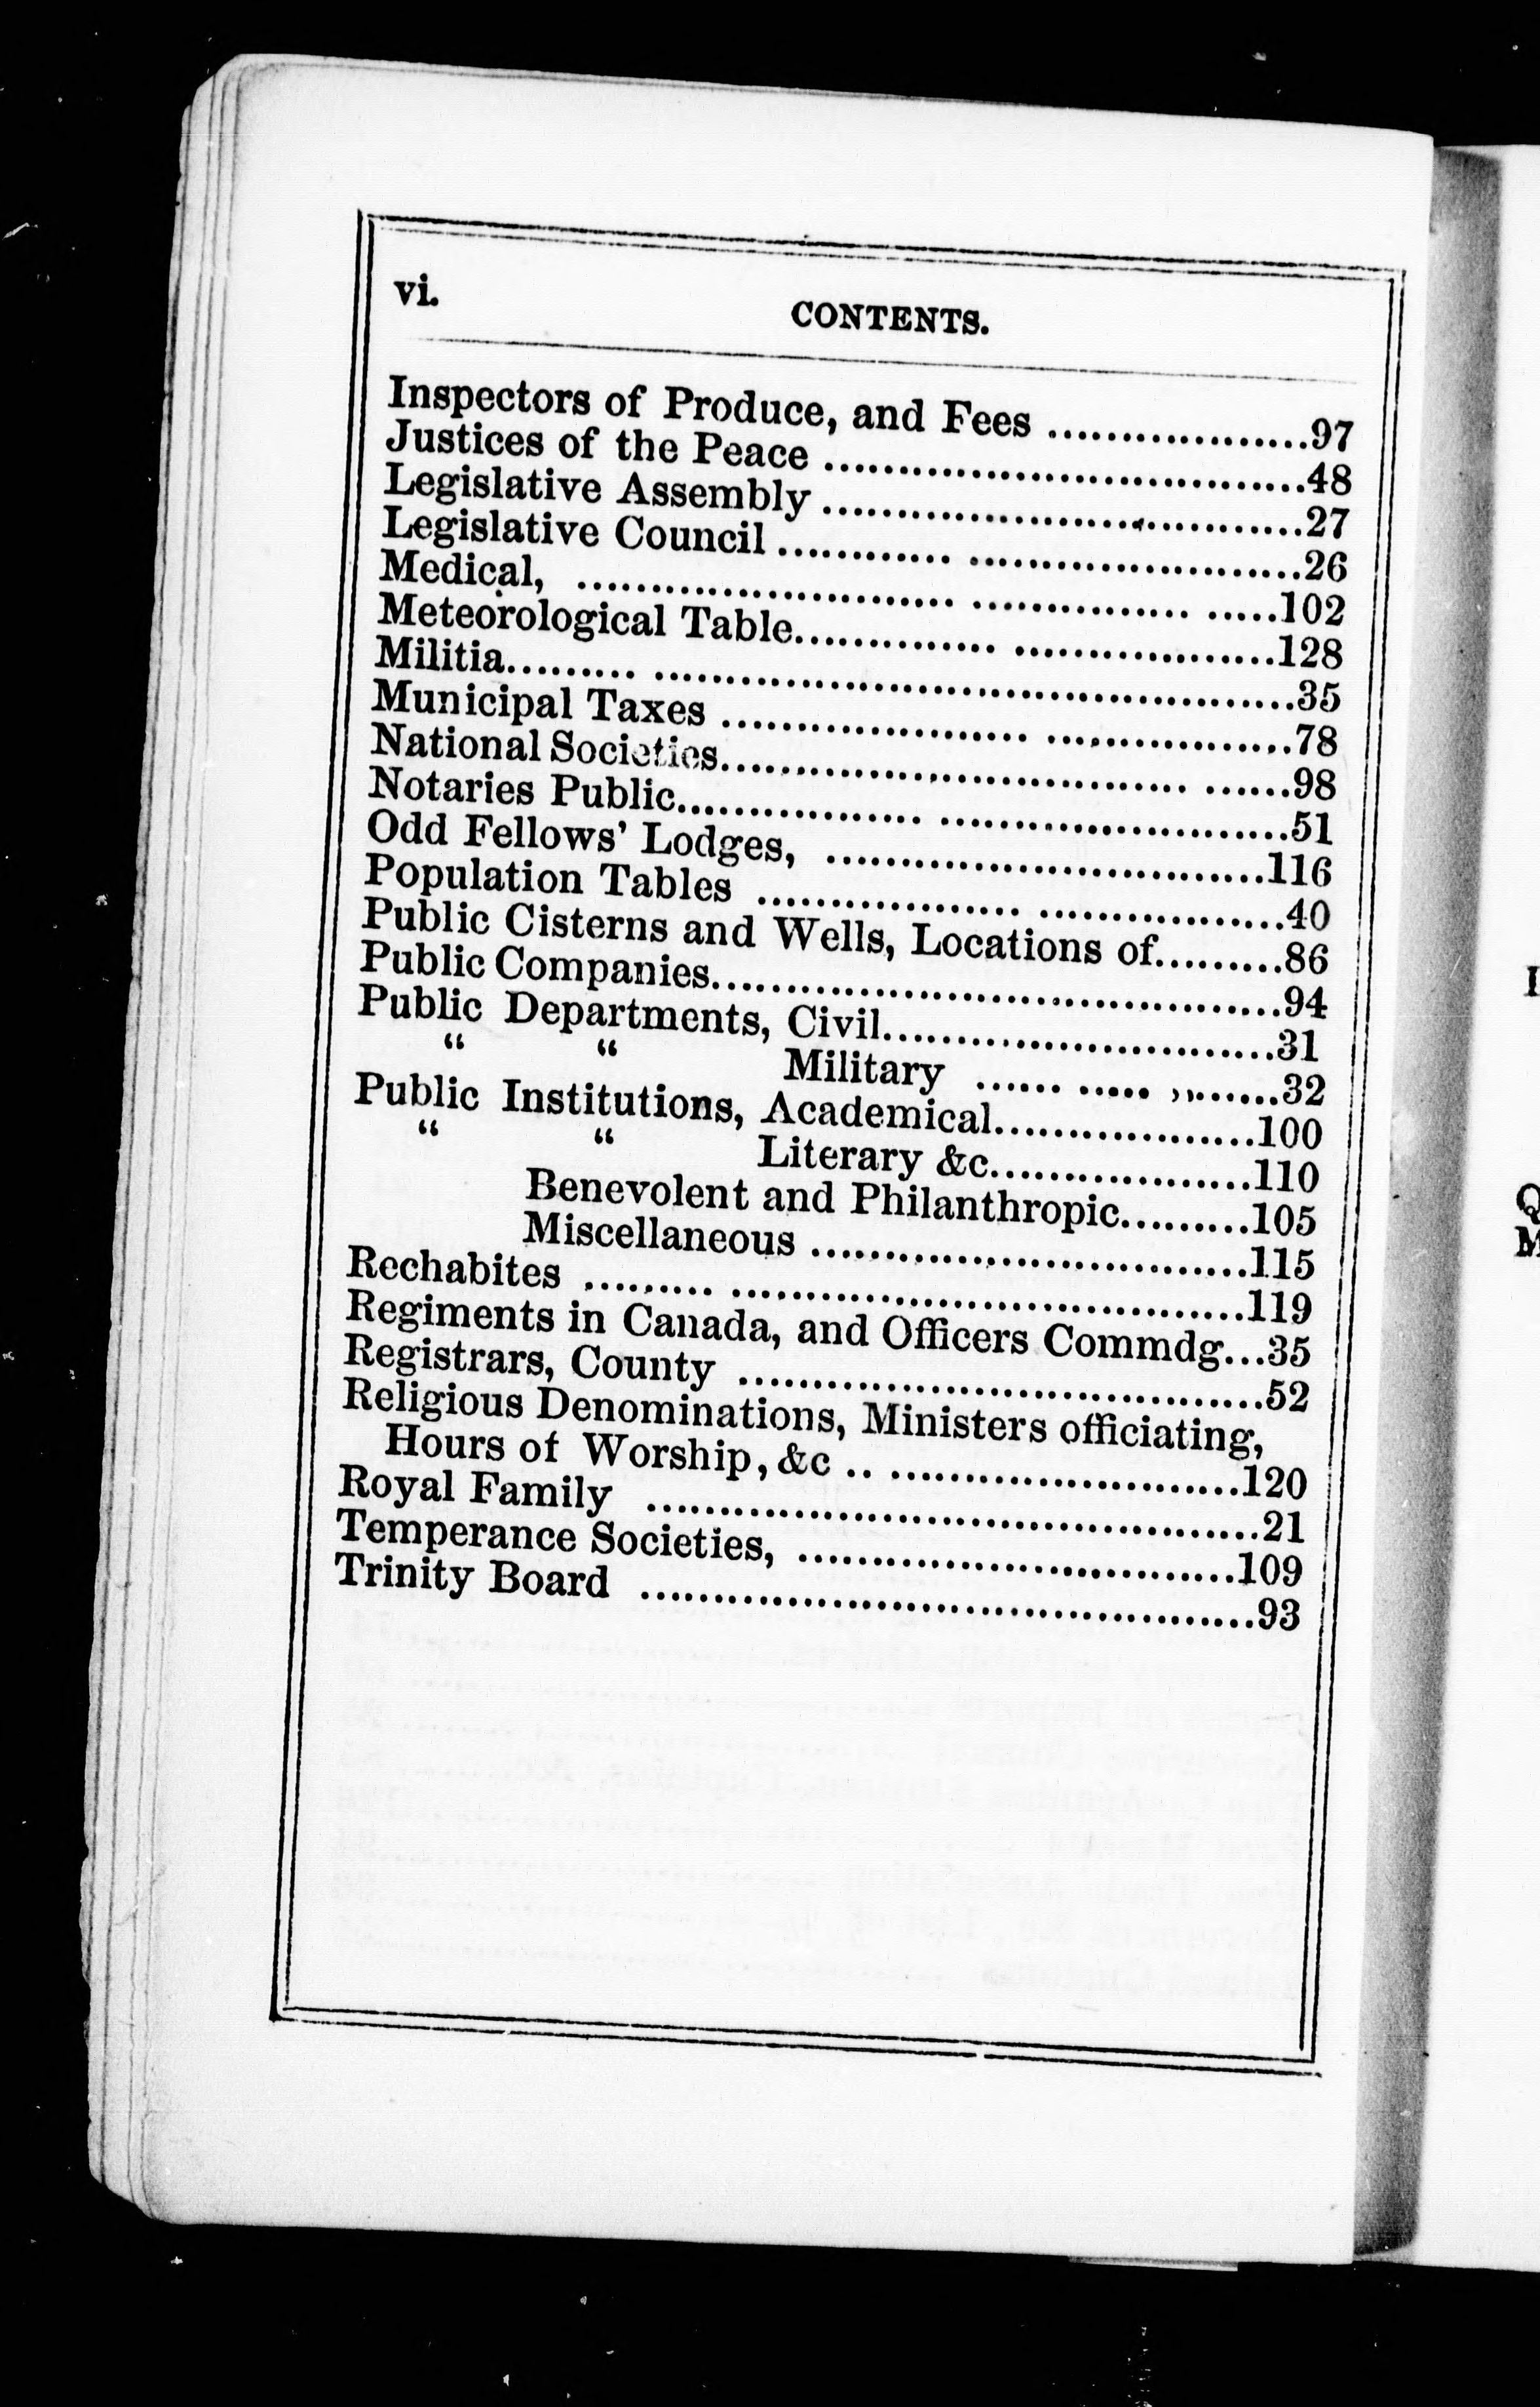 vi.
CONTENTS.
Inspectors of Produce, and Fees ..................97
Justices of the Peace .................................48
Legislative Assembly .................................27
Legislative Council ............ .......................26
Medical, .......................... ............... .....102
Meteorological Table.............. ..................128
Militia......... ............................................35
Municipal Taxes ..................... .................78
National Societies................................ ......98
Notaries Public................. ........................51
Odd Fellows' Lodges, ..............................116
Population Tables .................. .................40
Public Cisterns and Wells, Locations of.........86
Public Companies.......................................94
Public Departments, Civil...........................31
“ “ Military ...... ..... ........32
Public Institutions, Academical..................100
“ “ Literary &c..................110
Benevolent and Philanthropic.........105
Miscellaneous ..............................115
Rechabites ......... ...................................119
Regiments in Canada, and Officers Commdg...35
Registrars, County ....................................52
Religious Denominations, Ministers officiating,
Hours of Worship, &c .. ........................120
Royal Family ..........................................21
Temperance Societies, ..............................109
Trinity Board ..........................................93
I
Q
M